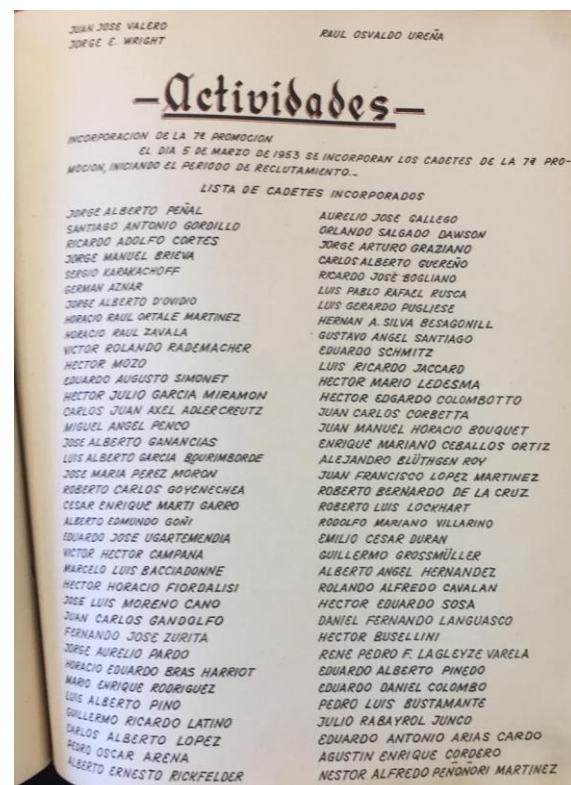 JUAN JOSE VALERO
JORGE E. WRIGHT
RAUL OSVALDO UREÑA
-Actividades-
INCORPORACION DE LA 7ª PROMOCION
EL DIA 5 DE MARZO DE 1953 SE INCORPORAN LOS CADETES DE LA 7ª PRO-
MOCION, INICIANDO EL PERIODO DE RECLUTAMIENTO...
LISTA DE CADETES INCORPORADOS
JORGE ALBERTO PEÑAL
SANTIAGO ANTONIO GORDILLO
RICARDO ADOLFO CORTES
JORGE MANUEL BRIEVA
SERGIO KARAKACHOFF
GERMAN AZNAR
JORGE ALBERTO D'OVIDIO
HORACIO RAUL ORTALE MARTINEZ
HORACIO RAUL ZAVALA
VICTOR ROLANDO RADEMACHER
HECTOR MOZO
EDUARDO AUGUSTO SIMONET
HECTOR JULIO GARCIA MIRAMON
CARLOS JUAN AXEL ADLERCREUTZ
MIGUEL ANGEL PENCO
JOSE ALBERTO GANANCIAS
LUIS ALBERTO GARCIA BOURIMBORDE
JOSE MARIA PEREZ MORON
ROBERTO CARLOS GOYENECHEA
CESAR ENRIQUE MARTI GARRO
ALBERTO EDMUNDO GOÑI
EDUARDO JOSE UGARTEMENDIA
VICTOR HECTOR CAMPANA
MARCELO LUIS BACCIADONNE
HECTOR HORACIO FIORDALISI
JOSE LUIS MORENO CANO
JUAN CARLOS GANDOLFO
FERNANDO JOSE ZURITA
JORGE AURELIO PARDO
HORACIO EDUARDO BRAS HARRIOT
MARIO ENRIQUE RODRIGUEZ
LUIS ALBERTO PINO
GUILLERMO RICARDO LATINO
CARLOS ALBERTO LOPEZ
PEDRO OSCAR ARENA
ALBERTO ERNESTO RICKFELDER
AURELIO JOSE GALLEGO
ORLANDO SALGADO DAWSON
JORGE ARTURO GRAZIANO
CARLOS ALBERTO GUEREÑO
RICARDO JOSÈ BOGLIANO
LUIS PABLO RAFAEL RUSCA
LUIS GERARDO PUGLIESE
HERNAN A. SILVA BESAGONILL
GUSTAVO ANGEL SANTIAGO
EDUARDO SCHMITZ
LUIS RICARDO JACCARD
HECTOR MARIO LEDESMA
HECTOR EDGARDO COLOMBOTTO
JUAN CARLOS CORBETTA
JUAN MANUEL HORACIO BOUQUET
ENRIQUE MARIANO CEBALLOS ORTIZ
ALEJANDRO BLÜTHGEN ROY
JUAN FRANCISCO LOPEZ MARTINEZ
ROBERTO BERNARDO DE LA CRUZ
ROBERTO LUIS LOCKHART
RODOLFO MARIANO VILLARINO
EMILIO CESAR DURAN
GUILLERMO GROSSMÜLLER
ALBERTO ANGEL HERNANDEZ
ROLANDO ALFREDO CAVALAN
HECTOR EDUARDO SOSA
DANIEL FERNANDO LANGUASCO
HECTOR BUSELLINI
RENE PEDRO F. LAGLEYZE VARELA
EDUARDO ALBERTO PINEDO
EDUARDO DANIEL COLOMBO
PEDRO LUIS BUSTAMANTE
JULIO RABAYROL JUNCO
EDUARDO ANTONIO ARIAS CARDO
AGUSTIN ENRIQUE CORDERO
NESTOR ALFREDO PEÑOÑORI MARTINEZ